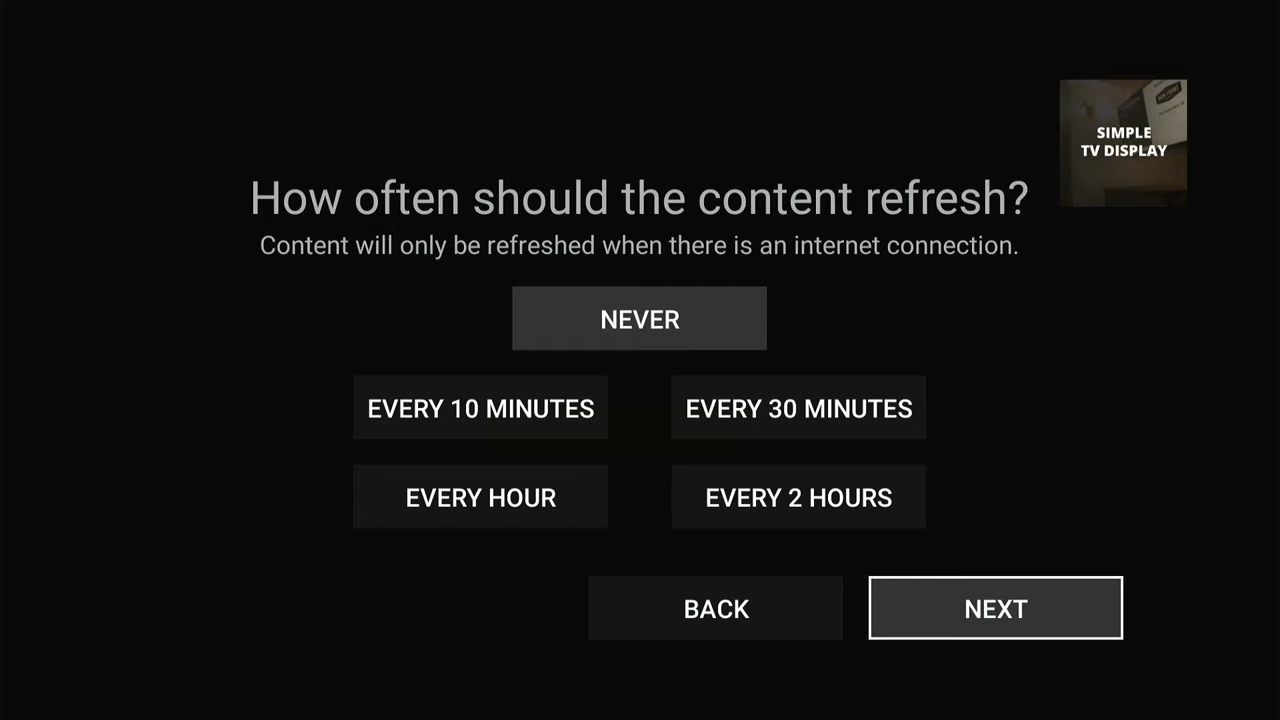 SIMPLE
TV DISPLAY
How often should the content refresh?
Content will only be refreshed when there is an internet connection.
NEVER
EVERY 10 MINUTES
EVERY 30 MINUTES
EVERY HOUR
EVERY 2 HOURS
BACK
NEXT